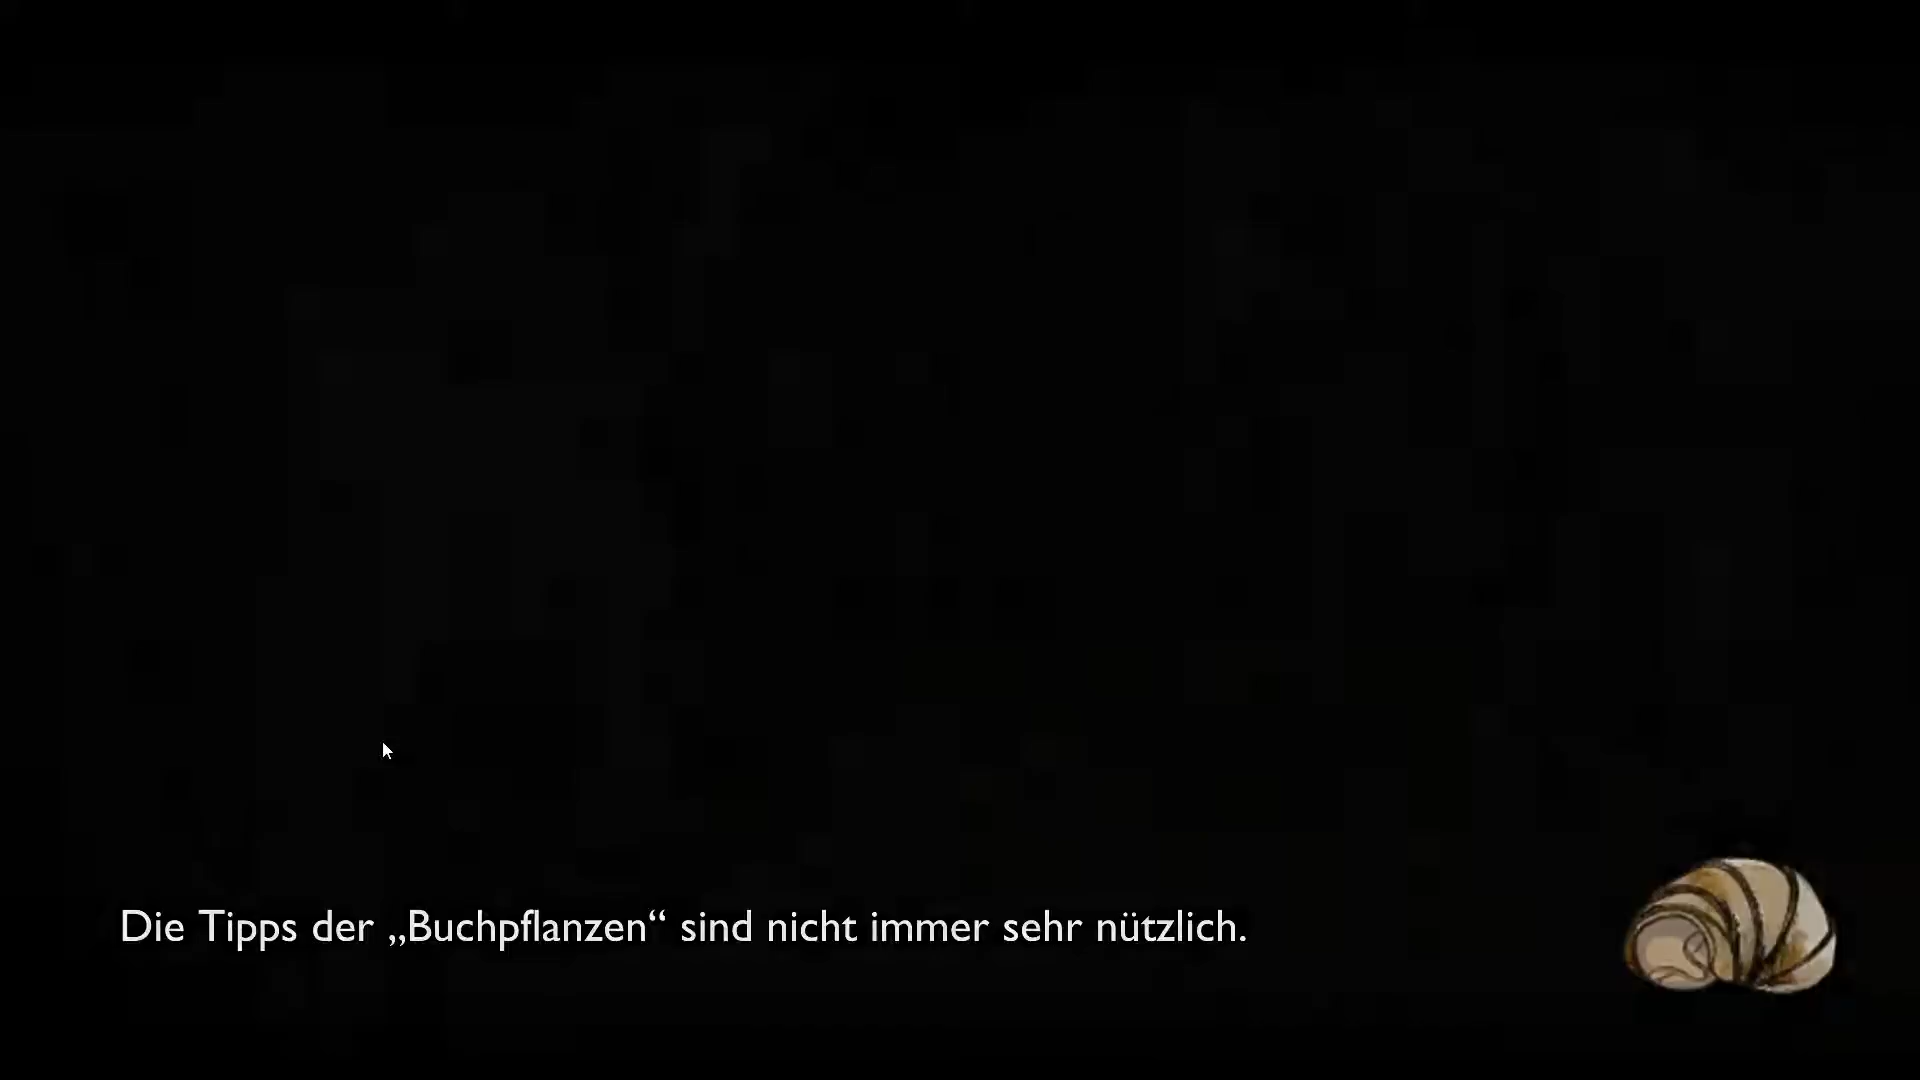 Die Tipps der „Buchpflanzen“ sind nicht immer sehr nützlich.